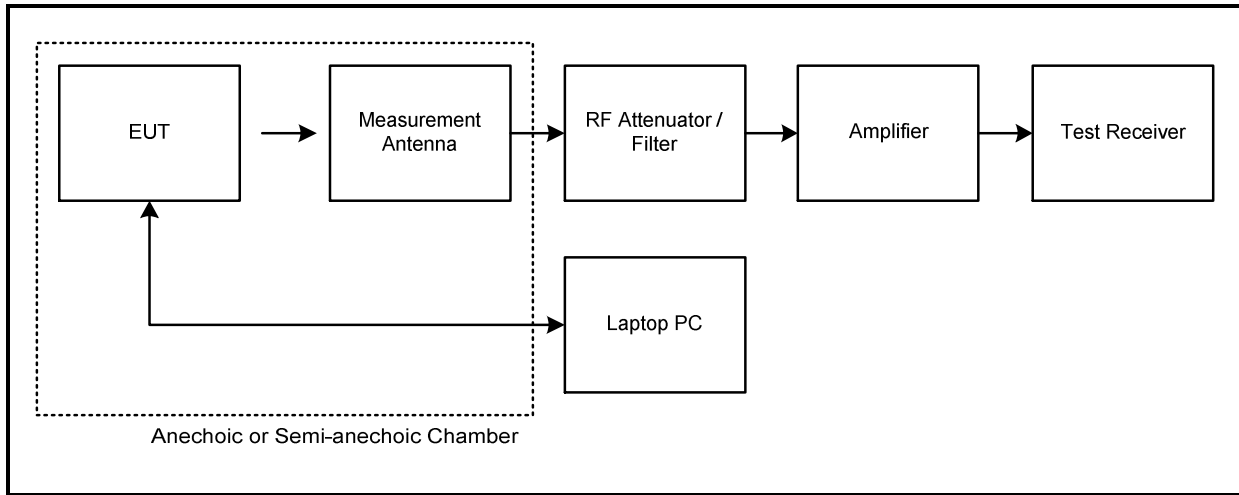 EUT
Measurement
Antenna
RF Attenuator /
Filter
Amplifier
Test Receiver
Laptop PC
Anechoic or Semi-anechoic Chamber